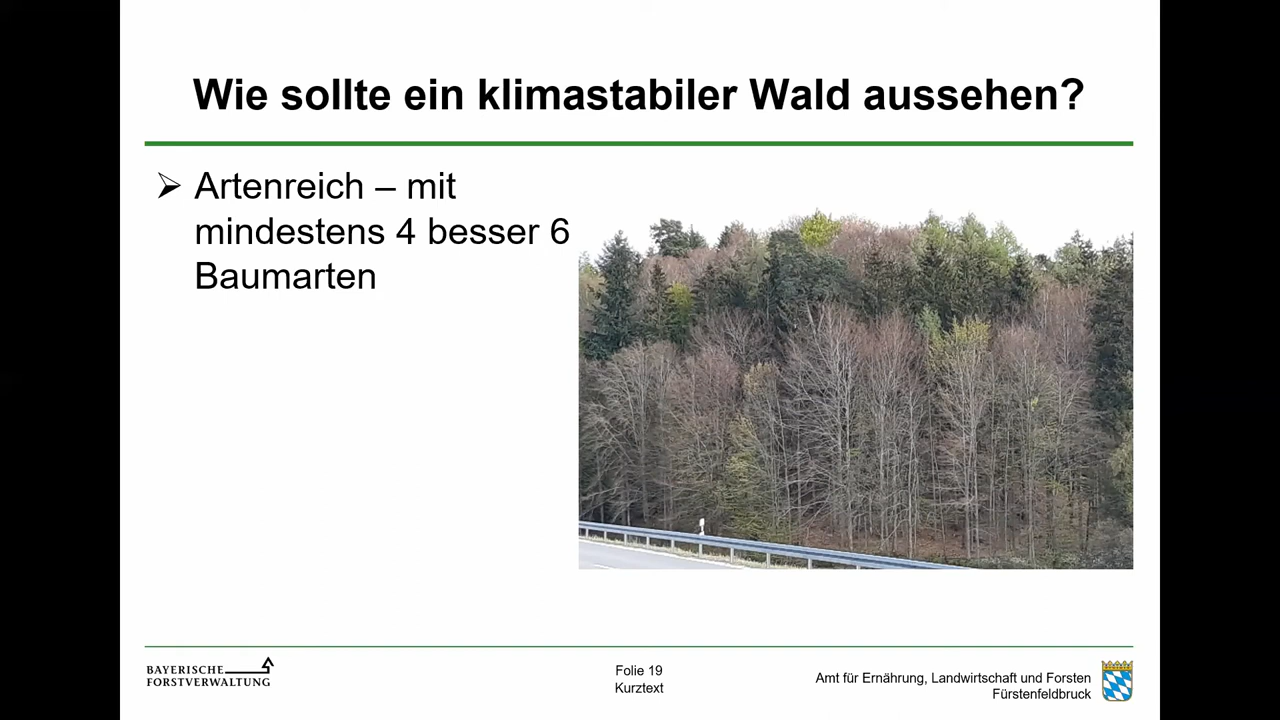 Wie sollte ein klimastabiler Wald aussehen?
➢ Artenreich – mit
mindestens 4 besser 6
Baumarten
BAYERISCHE
FORSTVERWALTUNG
Folie 19
Kurztext
Amt für Ernährung, Landwirtschaft und Forsten
Fürstenfeldbruck